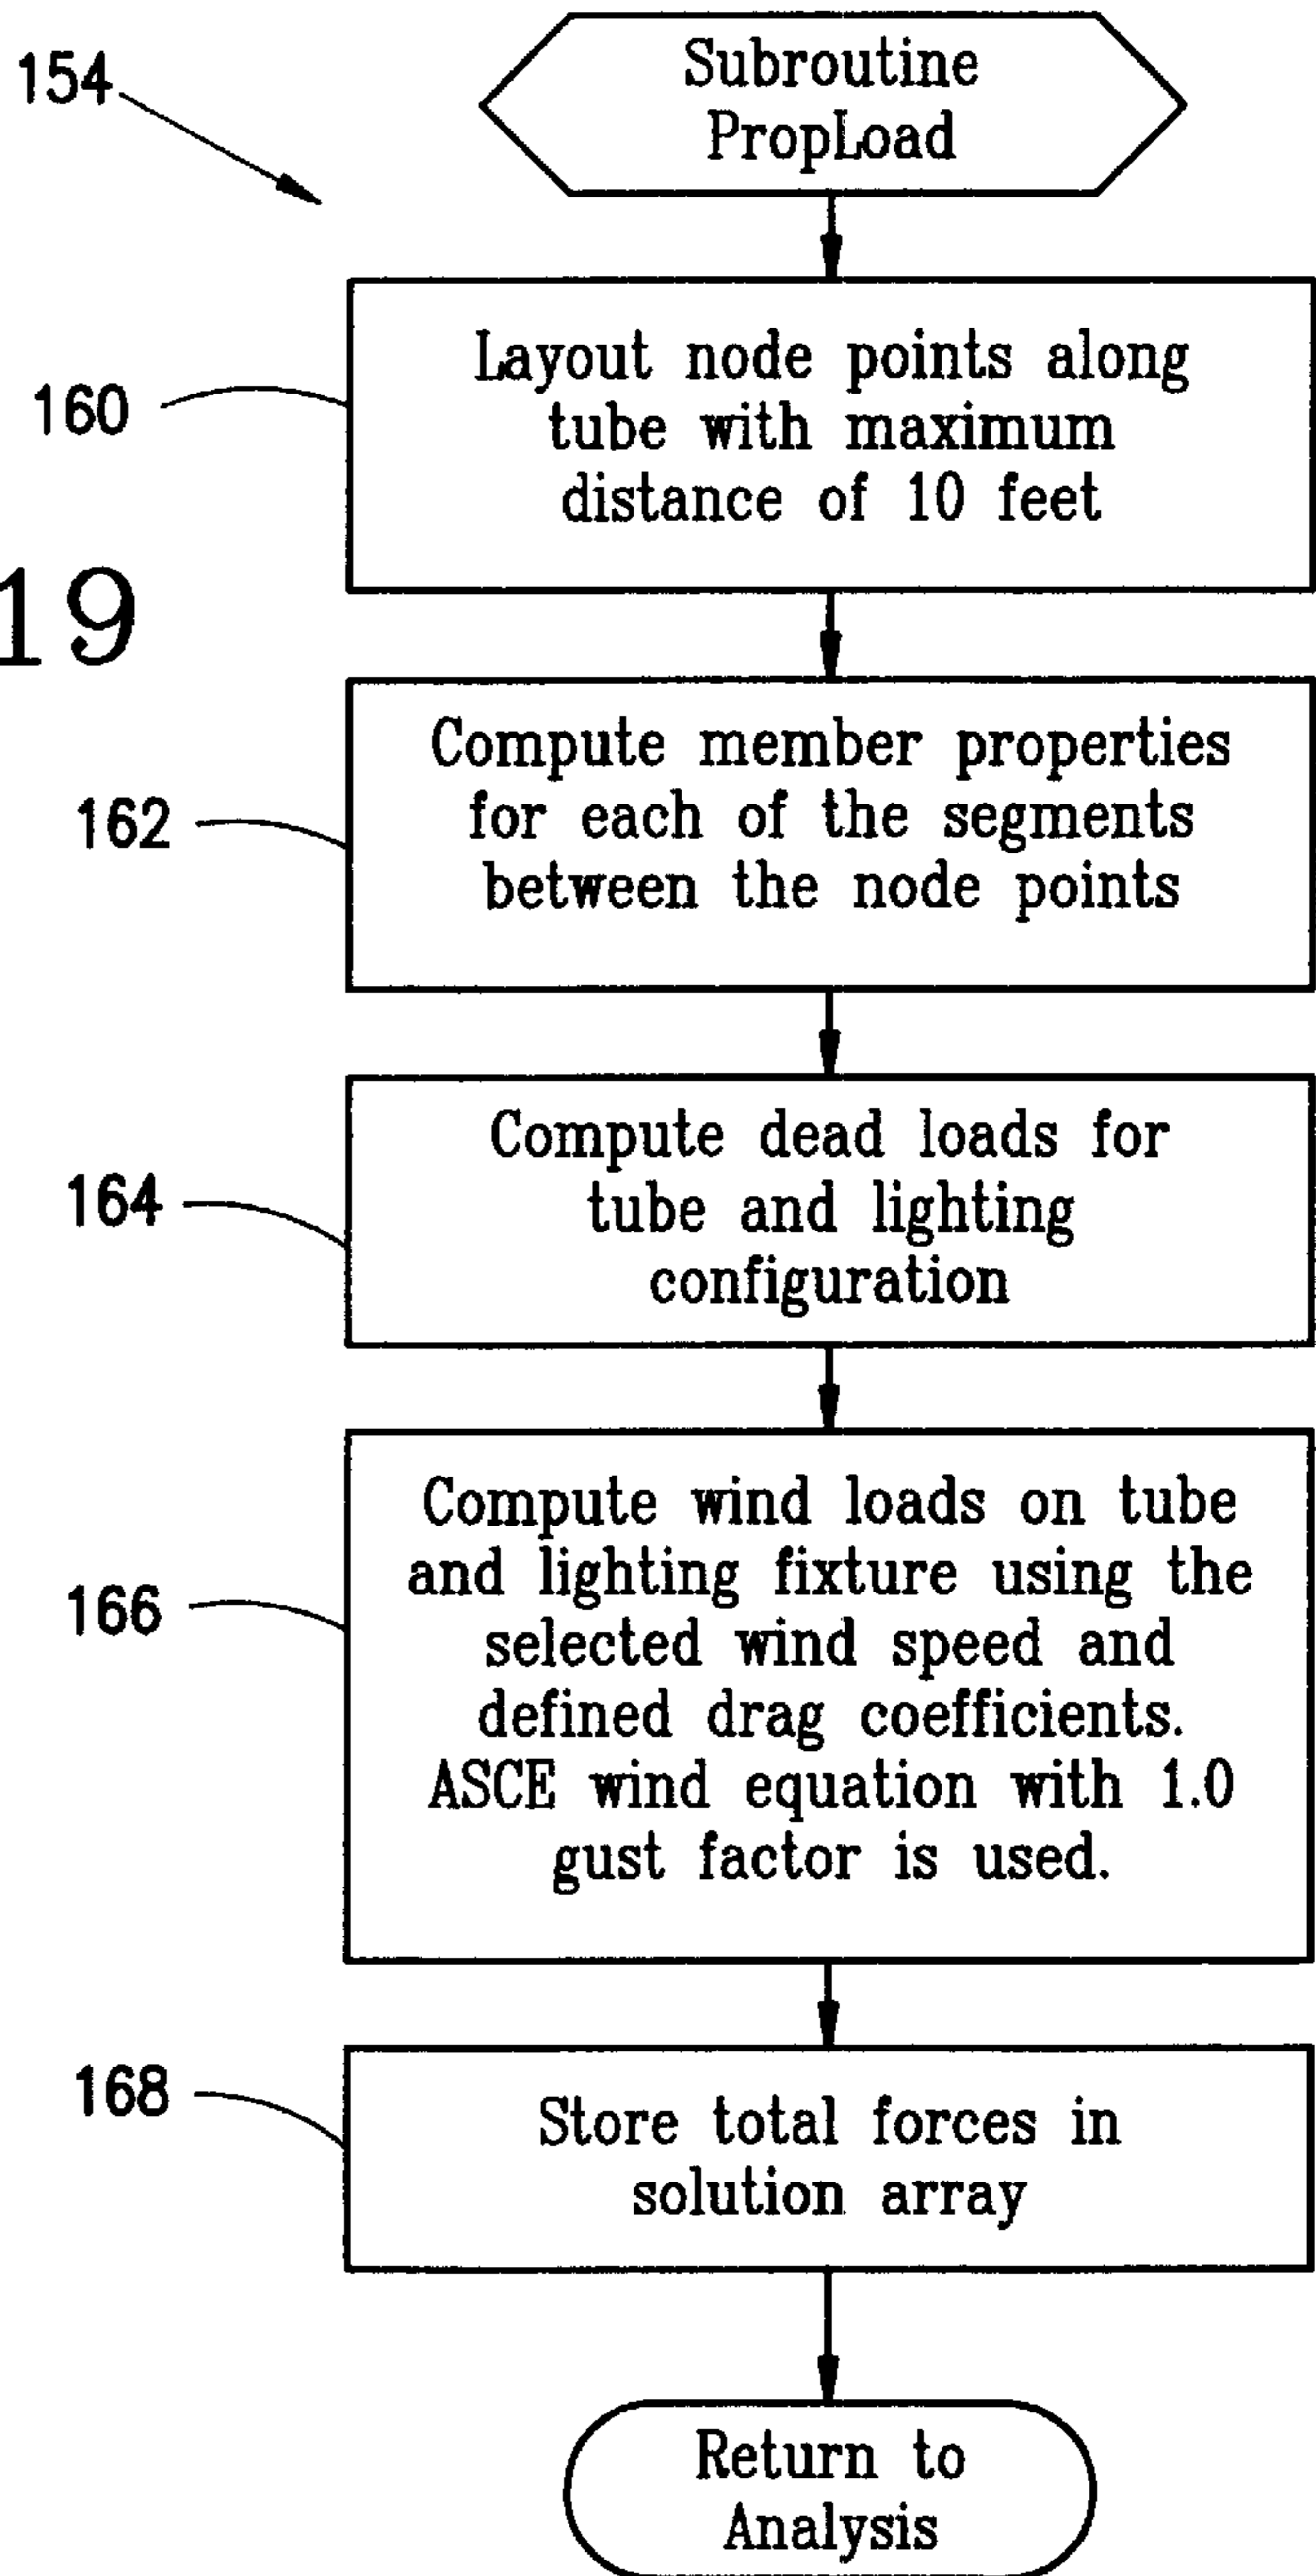 154
Subroutine
PropLoad
160
Layout node points along
tube with maximum
distance of 10 feet
19
162
Compute member properties
for each of the segments
between the node points
164
Compute dead loads for
tube and lighting
configuration
166
Compute wind loads on tube
and lighting fixture using the
selected wind speed and
defined drag coefficients.
ASCE wind equation with 1.0
gust factor is used.
168
Store total forces in
solution array
Return to
Analysis